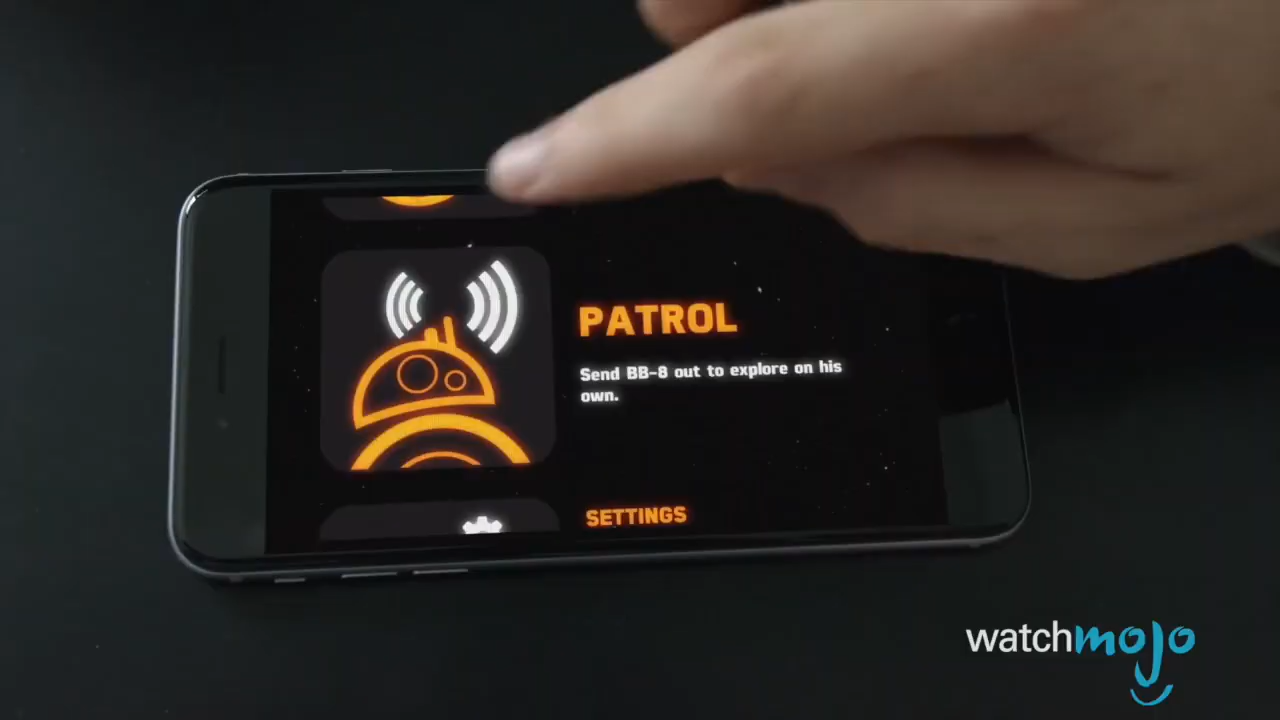 PATROL
Send BB-8 out to explore on his
own.
SETTINGS
watchmojo